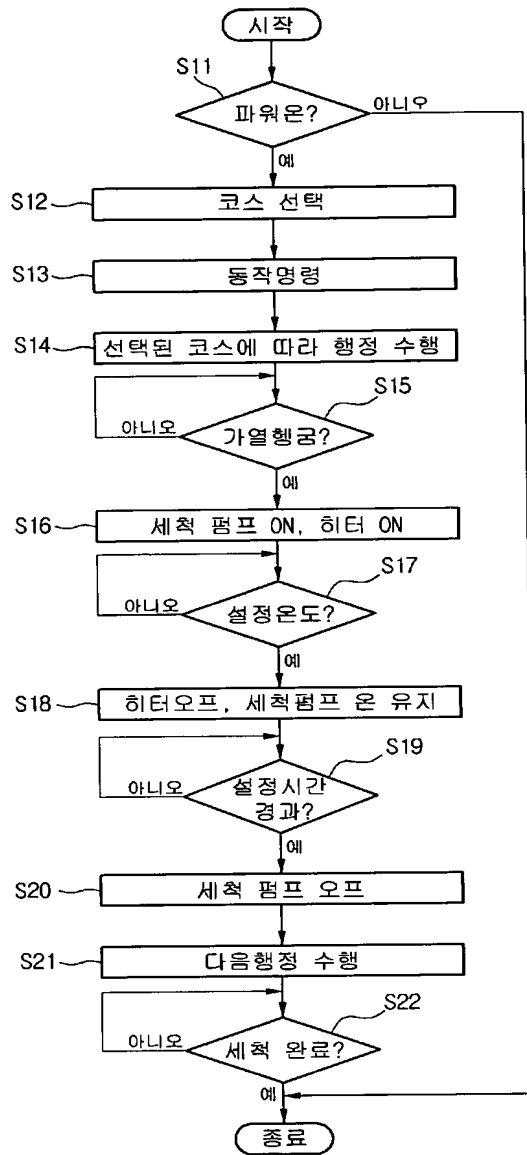 시작
S11
파워온?
아니오
예
S12
코스 선택
S13
동작명령
S14
선택된 코스에 따라 행정 수행
S15
가열헹굼?
아니오
예
S16
세척 펌프 ON, 히터 ON
S17
설정온도?
아니오
예
S18
히터오프, 세척펌프 온 유지
S19
설정시간
경과?
아니오
예
S20
세척 펌프 오프
S21
다음행정 수행
S22
세척 완료?
아니오
예
종료